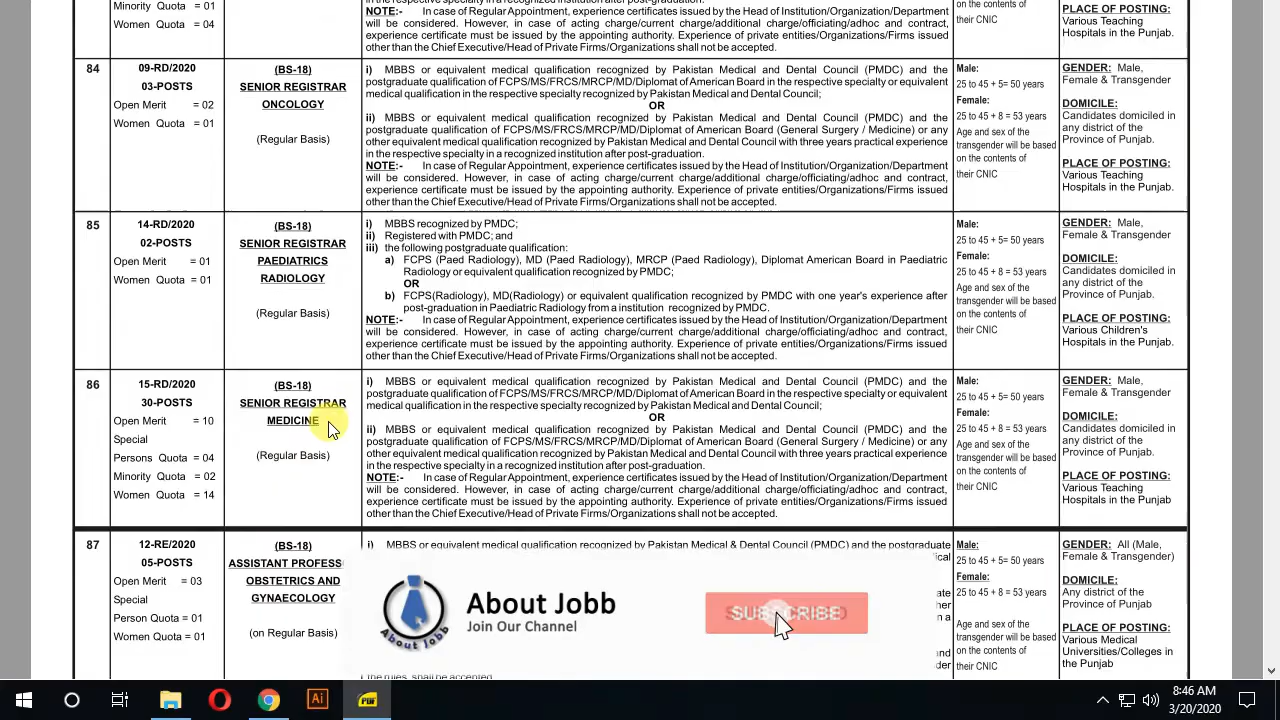 Minority Quota = 01
Women Quota = 04
NOTE:- In case of Regular Appointment, experience certificates issued by the Head of Institution/Organization/Department
will be considered. However, in case of acting charge/current charge/additional charge/officiating/adhoc and contract,
experience certificate must be issued by the appointing authority. Experience of private entities/Organizations/Firms issued
other than the Chief Executive/Head of Private Firms/Organizations shall not be accepted.
on the contents of
their CNIC
PLACE OF POSTING:
Various Teaching
Hospitals in the Punjab.
84
09-RD/2020
03-POSTS
Open Merit = 02
Women Quota = 01
(BS-18)
SENIOR REGISTRAR
ONCOLOGY
(Regular Basis)
i) MBBS or equivalent medical qualification recognized by Pakistan Medical and Dental Council (PMDC) and the
postgraduate qualification of FCPS/MS/FRCS/MRCP/MD/Diplomat of American Board in the respective specialty or equivalent
medical qualification in the respective specialty recognized by Pakistan Medical and Dental Council;
OR
ii) MBBS or equivalent medical qualification recognized by Pakistan Medical and Dental Council (PMDC) and the
postgraduate qualification of FCPS/MS/FRCS/MRCP/MD/Diplomat of American Board (General Surgery / Medicine) or any
other equivalent medical qualification recognized by Pakistan Medical and Dental Council with three years practical experience
in the respective specialty in a recognized institution after post-graduation.
NOTE:- In case of Regular Appointment, experience certificates issued by the Head of Institution/Organization/Department
will be considered. However, in case of acting charge/current charge/additional charge/officiating/adhoc and contract,
experience certificate must be issued by the appointing authority. Experience of private entities/Organizations/Firms issued
other than the Chief Executive/Head of Private Firms/Organizations shall not be accepted.
Male:
25 to 45 + 5= 50 years
Female:
25 to 45 + 8 = 53 years
Age and sex of the
transgender will be based
on the contents of
their CNIC
GENDER: Male,
Female & Transgender
DOMICILE:
Candidates domiciled in
any district of the
Province of Punjab.
PLACE OF POSTING:
Various Teaching
Hospitals in the Punjab.
85
14-RD/2020
02-POSTS
Open Merit = 01
Women Quota = 01
(BS-18)
SENIOR REGISTRAR
PAEDIATRICS
RADIOLOGY
(Regular Basis)
i) MBBS recognized by PMDC;
ii) Registered with PMDC; and
iii) the following postgraduate qualification:
a) FCPS (Paed Radiology), MD (Paed Radiology), MRCP (Paed Radiology), Diplomat American Board in Paediatric
Radiology or equivalent qualification recognized by PMDC;
OR
b) FCPS(Radiology), MD(Radiology) or equivalent qualification recognized by PMDC with one year's experience after
post-graduation in Paediatric Radiology from a institution recognized by PMDC.
NOTE:- In case of Regular Appointment, experience certificates issued by the Head of Institution/Organization/Department
will be considered. However, in case of acting charge/current charge/additional charge/officiating/adhoc and contract,
experience certificate must be issued by the appointing authority. Experience of private entities/Organizations/Firms issued
other than the Chief Executive/Head of Private Firms/Organizations shall not be accepted.
Male:
25 to 45 + 5= 50 years
Female:
25 to 45 + 8 = 53 years
Age and sex of the
transgender will be based
on the contents of
their CNIC
GENDER: Male,
Female & Transgender
DOMICILE:
Candidates domiciled in
any district of the
Province of Punjab.
PLACE OF POSTING:
Various Children's
Hospitals in the Punjab.
86
15-RD/2020
30-POSTS
Open Merit = 10
Special
Persons Quota = 04
Minority Quota = 02
Women Quota = 14
(BS-18)
SENIOR REGISTRAR
MEDICINE
(Regular Basis)
i) MBBS or equivalent medical qualification recognized by Pakistan Medical and Dental Council (PMDC) and the
postgraduate qualification of FCPS/MS/FRCS/MRCP/MD/Diplomat of American Board in the respective specialty or equivalent
medical qualification in the respective specialty recognized by Pakistan Medical and Dental Council;
OR
ii) MBBS or equivalent medical qualification recognized by Pakistan Medical and Dental Council (PMDC) and the
postgraduate qualification of FCPS/MS/FRCS/MRCP/MD/Diplomat of American Board (General Surgery / Medicine) or any
other equivalent medical qualification recognized by Pakistan Medical and Dental Council with three years practical experience
in the respective specialty in a recognized institution after post-graduation.
NOTE:- In case of Regular Appointment, experience certificates issued by the Head of Institution/Organization/Department
will be considered. However, in case of acting charge/current charge/additional charge/officiating/adhoc and contract,
experience certificate must be issued by the appointing authority. Experience of private entities/Organizations/Firms issued
other than the Chief Executive/Head of Private Firms/Organizations shall not be accepted.
Male:
25 to 45 + 5= 50 years
Female:
25 to 45 + 8 = 53 years
Age and sex of the
transgender will be based
on the contents of
their CNIC
GENDER: Male,
Female & Transgender
DOMICILE:
Candidates domiciled in
any district of the
Province of Punjab.
PLACE OF POSTING:
Various Teaching
Hospitals in the Punjab
87
12-RE/2020
05-POSTS
Open Merit = 03
Special
Person Quota = 01
Women Quota = 01
(BS-18)
ASSISTANT PROFESS
OBSTETRICS AND
GYNAECOLOGY
(on Regular Basis)
i) MBBS or equivalent medical qualification recognized by Pakistan Medical & Dental Council (PMDC) and the postgraduate
the rules, shall be accepted
Male:
25 to 45 + 5= 50 years
Female:
25 to 45 + 8 = 53 years
Age and sex of the
transgender will be based
on the contents of
their CNIC
GENDER: All (Male,
Female & Transgender)
DOMICILE:
Any district of the
Province of Punjab
PLACE OF POSTING:
Various Medical
Universities/Colleges in
the Punjab
About Jobb
About Jobb
Join Our Channel
SUBSCRIBE
Ai
PDF
8:46 AM
3/20/2020